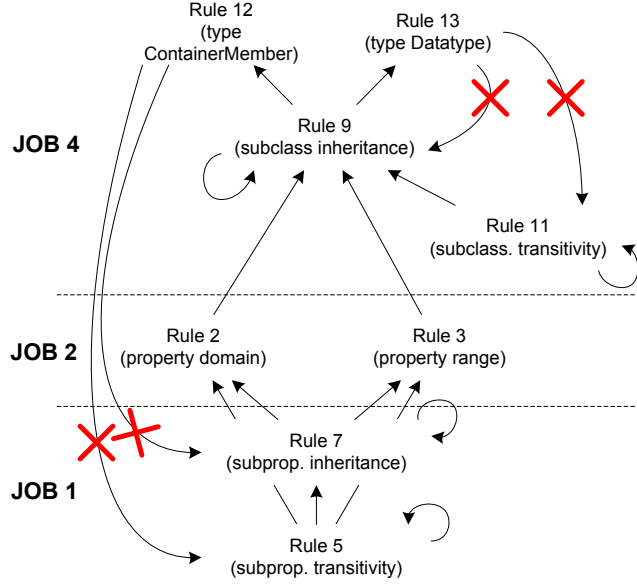 Rule 12
(type
ContainerMember)
Rule 13
(type Datatype)
JOB 4
Rule 9
(subclass inheritance)
Rule 11
(subclass. transitivity)
JOB 2
Rule 2
(property domain)
Rule 3
(property range)
JOB 1
Rule 7
(subprop. inheritance)
Rule 5
(subprop. transitivity)